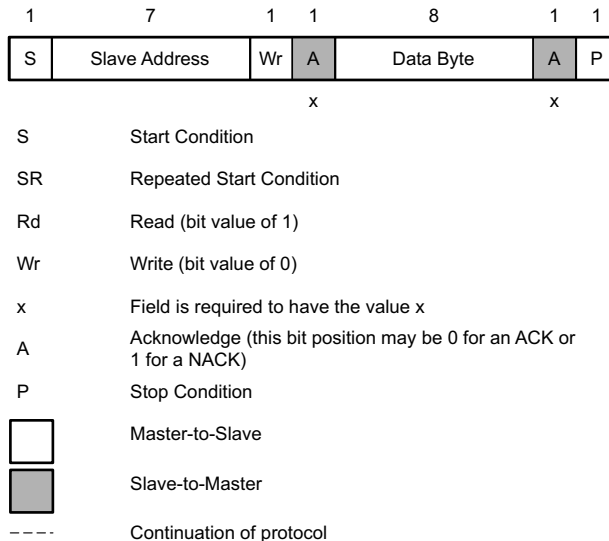 1 7 1 1 8 1 1
S Slave Address Wr A Data Byte A P
x x
S Start Condition
SR Repeated Start Condition
Rd Read (bit value of 1)
Wr Write (bit value of 0)
x Field is required to have the value x
A Acknowledge (this bit position may be 0 for an ACK or
1 for a NACK)
P Stop Condition
Master-to-Slave
Slave-to-Master
Continuation of protocol